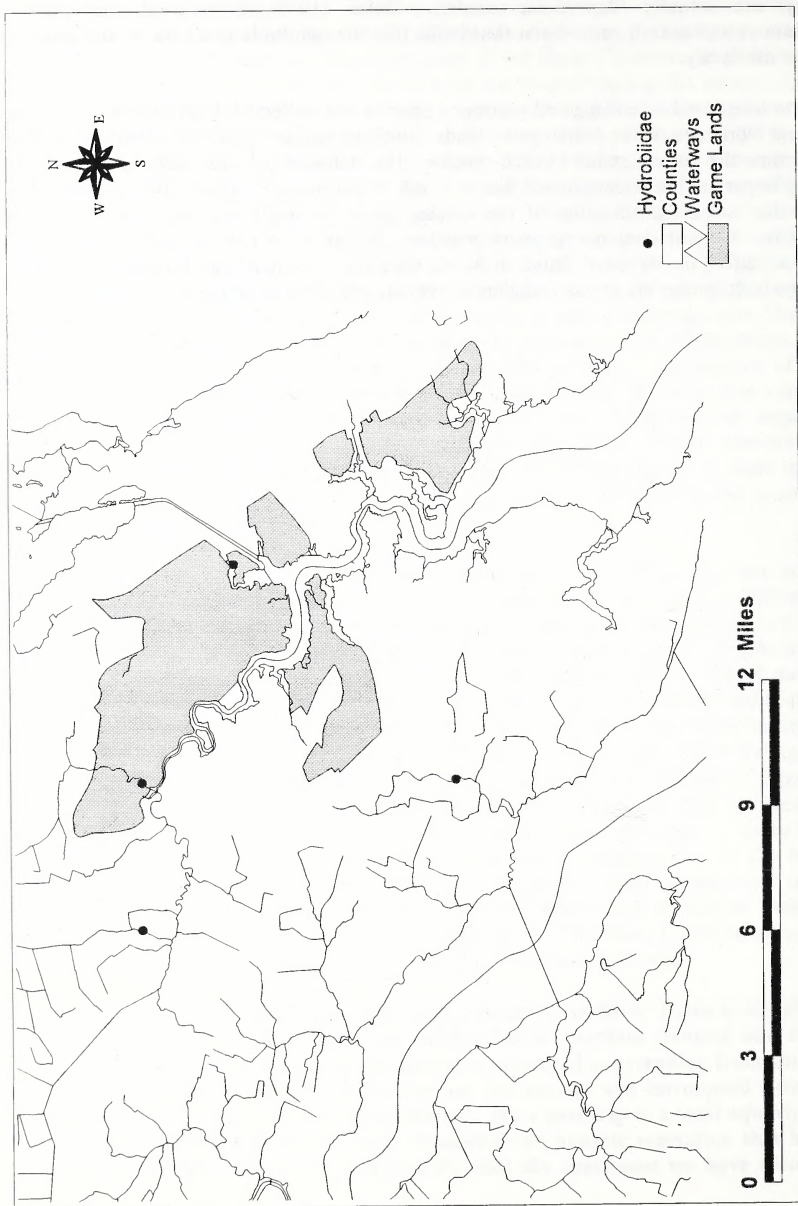 N
W E
S
Hydrobiidae
Counties
Waterways
Game Lands
0 3 6 9 12 Miles